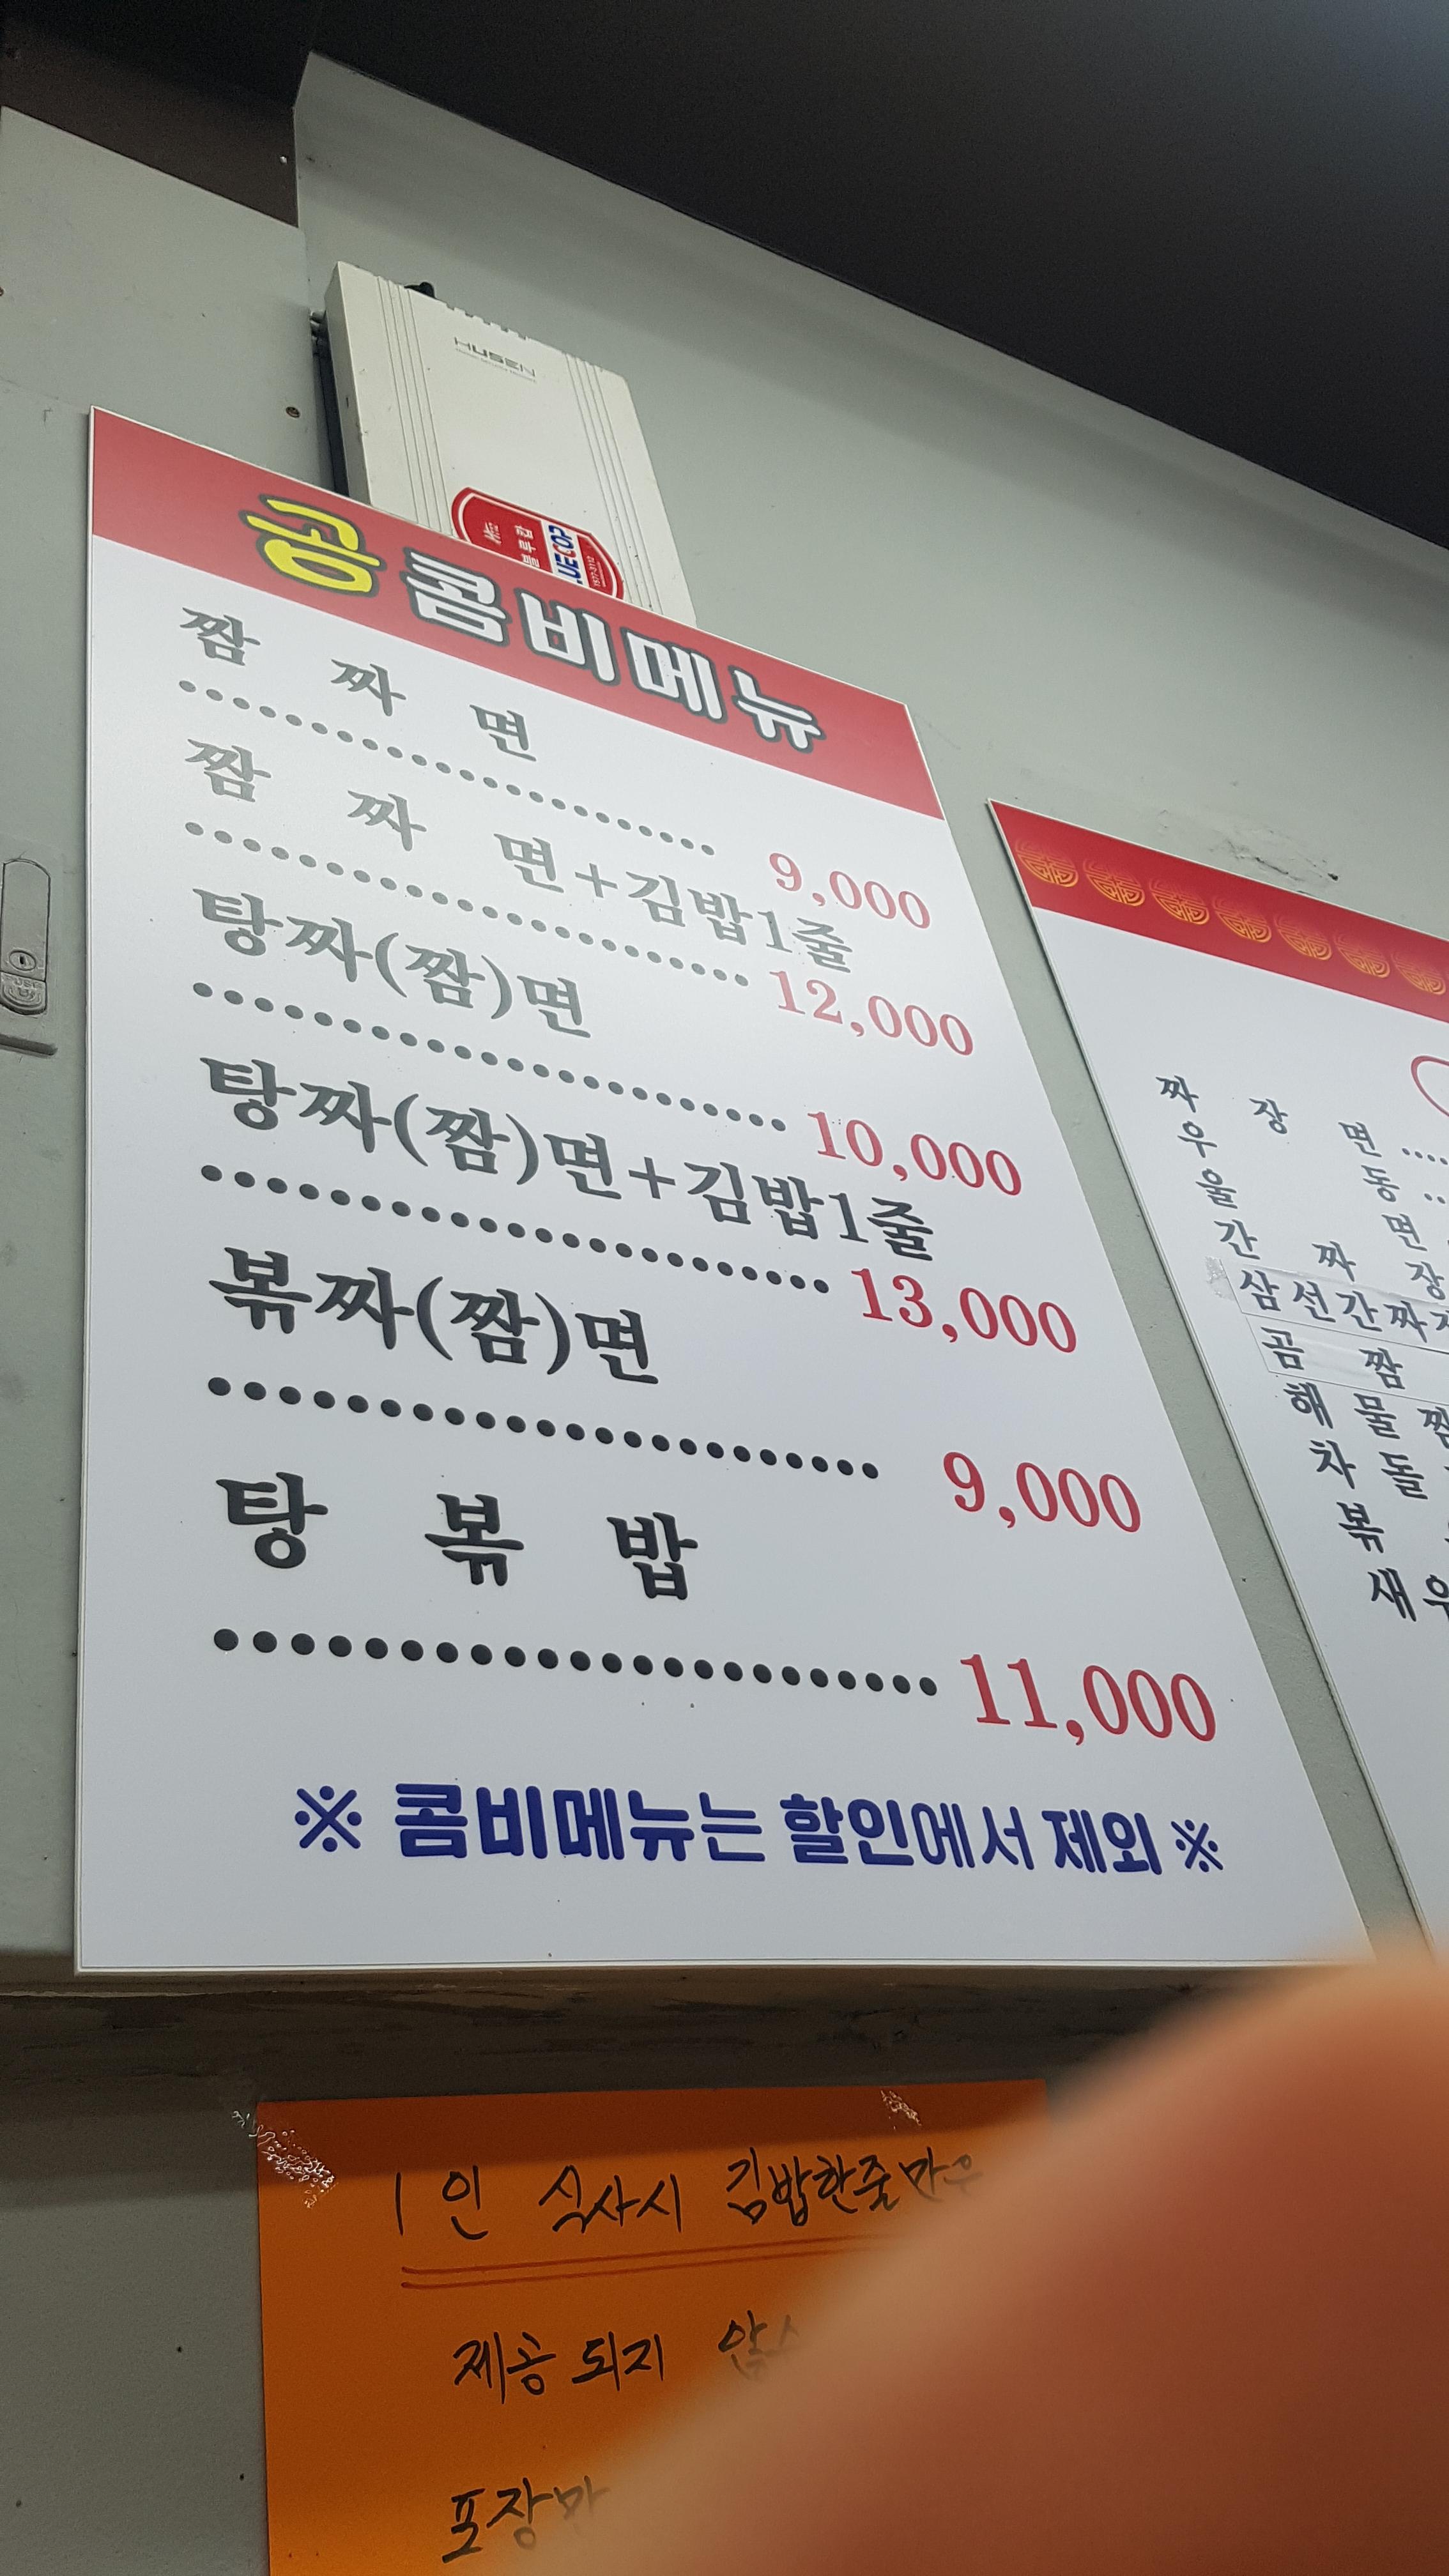 HUSEN
공콤비메뉴
짬 짜 면
9,000
짬 짜 면+김밥1줄
12,000
탕짜(짬)면
10,000
탕짜(짬)면+김밥1줄
13,000
볶짜(짬)면
9,000
탕 볶 밥
11,000
※ 콤비메뉴는 할인에서 제외 ※
짜 장 면
우 동
울 면
간 짜 장
삼선간짜
곰 짬
해 물
차 돌
볶
새우
1인 식사시 김밥한줄만
제공 되지
포장